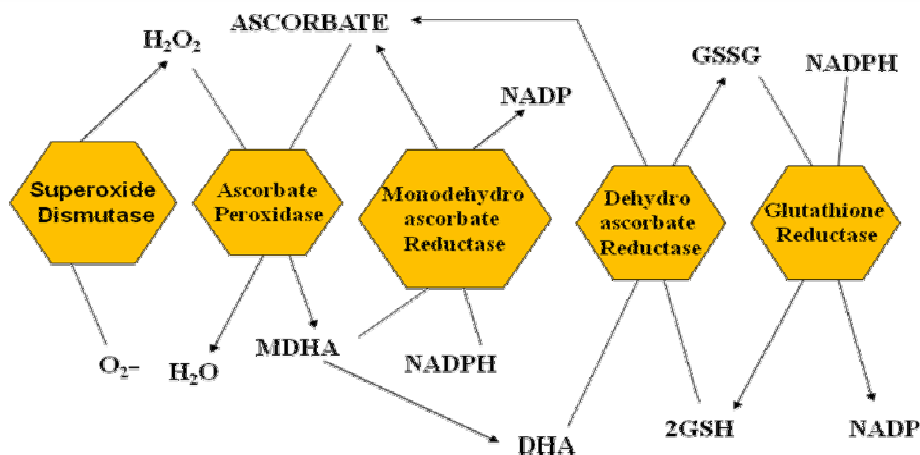 ASCORBATE
H₂O₂
GSSG
NADPH
NADP
Superoxide
Dismutase
Ascorbate
Peroxidase
Monodehydro
ascorbate
Reductase
Dehydro
ascorbate
Reductase
Glutathione
Reductase
O₂–
H₂O
MDHA
NADPH
DHA
2GSH
NADP